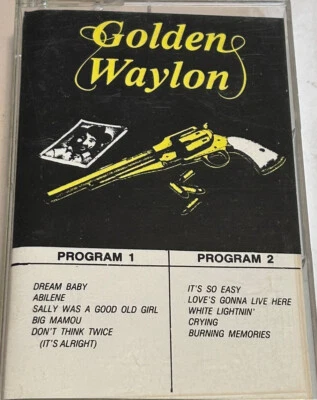 Golden
Waylon
PROGRAM 1
DREAM BABY
ABILENE
SALLY WAS A GOOD OLD GIRL
BIG MAMOU
DON'T THINK TWICE
(IT'S ALRIGHT)
PROGRAM 2
IT'S SO EASY
LOVE'S GONNA LIVE HERE
WHITE LIGHTNIN'
CRYING
BURNING MEMORIES